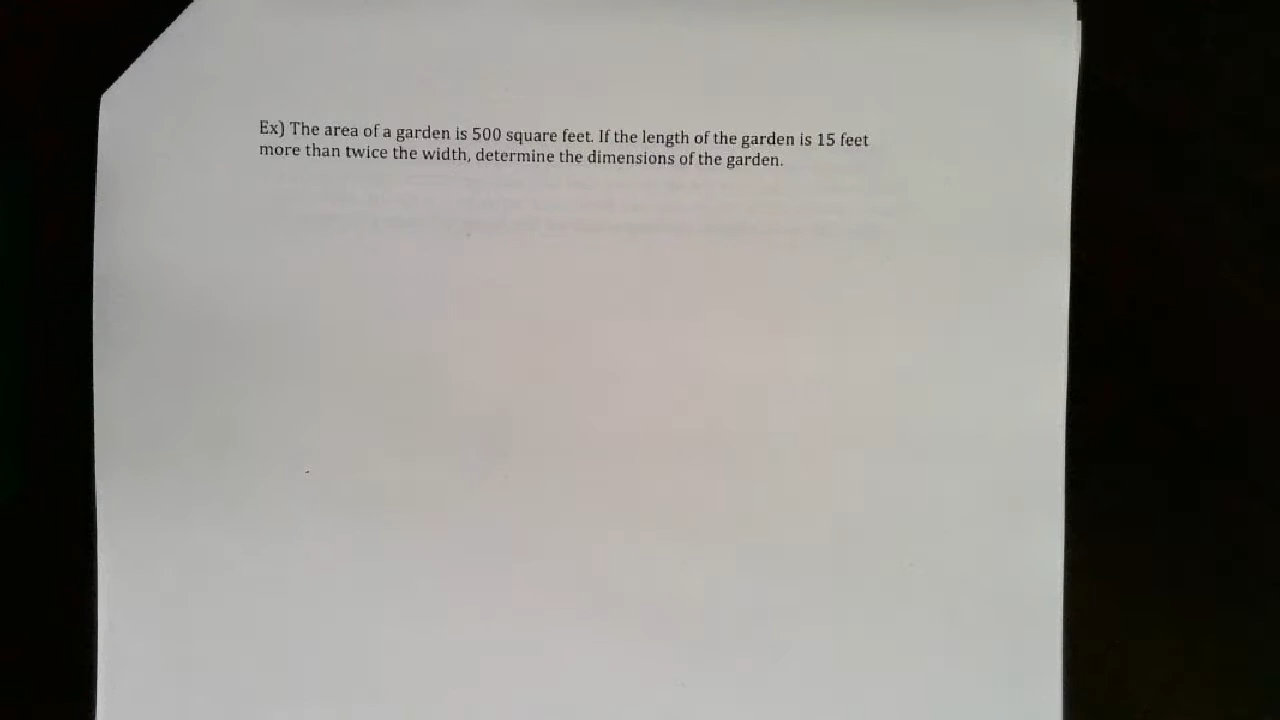 Ex) The area of a garden is 500 square feet. If the length of the garden is 15 feet
more than twice the width, determine the dimensions of the garden.